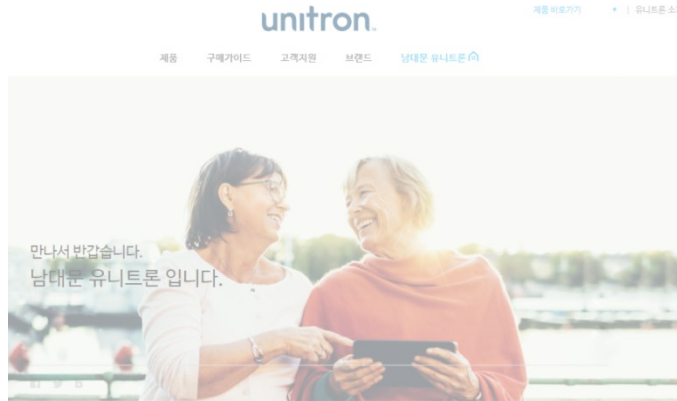 제품 바로가기
유니트론 소
unitron
제품 구매가이드 고객지원 브랜드 남대문 유니트론
만나서 반갑습니다.
남대문 유니트론 입니다.